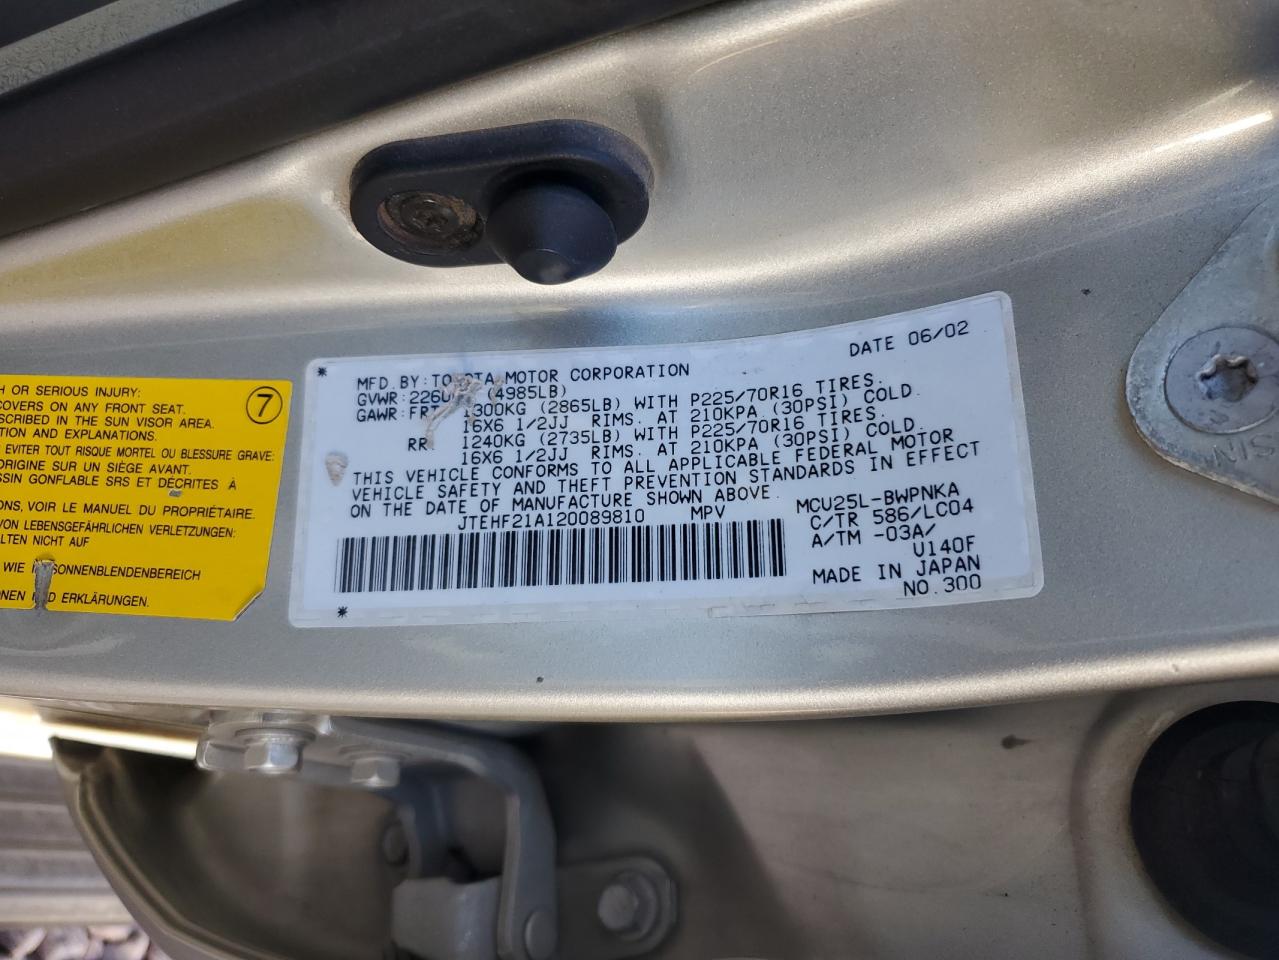 H OR SERIOUS INJURY: 7
COVERS ON ANY FRONT SEAT.
SCRIBED IN THE SUN VISOR AREA.
TION AND EXPLANATIONS.
EVITER TOUT RISQUE MORTEL OU BLESSURE GRAVE:
ORIGINE SUR UN SIÈGE AVANT.
SSIN GONFLABLE SRS ET DÉCRITES À
ONS, VOIR LE MANUEL DU PROPRIÉTAIRE.
VON LEBENSGEFÄHRLICHEN VERLETZUNGEN:
LTEN NICHT AUF
WIE SONNENBLENDENBEREICH
ONEN ERKLÄRUNGEN.
* DATE 06/02
MFD. BY: TOYOTA MOTOR CORPORATION
GVWR: (4985LB)
GAWR: FRT 1300KG (2865LB) WITH P225/70R16 TIRES.
16X6 1/2JJ RIMS. AT 210KPA (30PSI) COLD.
RR. 1240KG (2735LB) WITH P225/70R16 TIRES.
16X6 1/2JJ RIMS. AT 210KPA (30PSI) COLD.
THIS VEHICLE CONFORMS TO ALL APPLICABLE FEDERAL MOTOR
VEHICLE SAFETY AND THEFT PREVENTION STANDARDS IN EFFECT
ON THE DATE OF MANUFACTURE SHOWN ABOVE.
JTEHF21A120089810 MPV MCU25L-BWPNKA
C/TR 586/LC04
A/TM -03A/
U140F
MADE IN JAPAN
* NO. 300
NIS